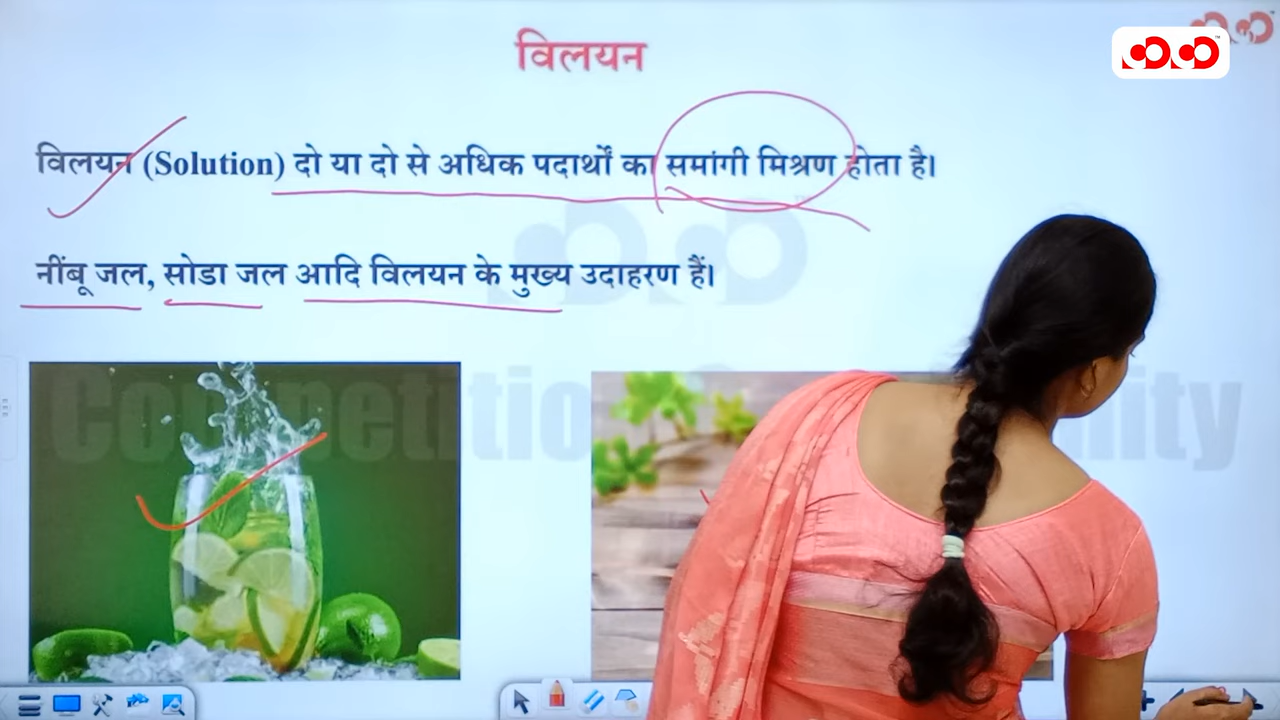 विलयन
विलयन (Solution) दो या दो से अधिक पदार्थों का समांगी मिश्रण होता है।
नींबू जल, सोडा जल आदि विलयन के मुख्य उदाहरण हैं।